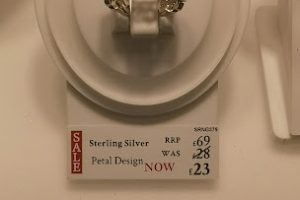 SALE
Sterling Silver RRP £69
Petal Design WAS £28
NOW £23